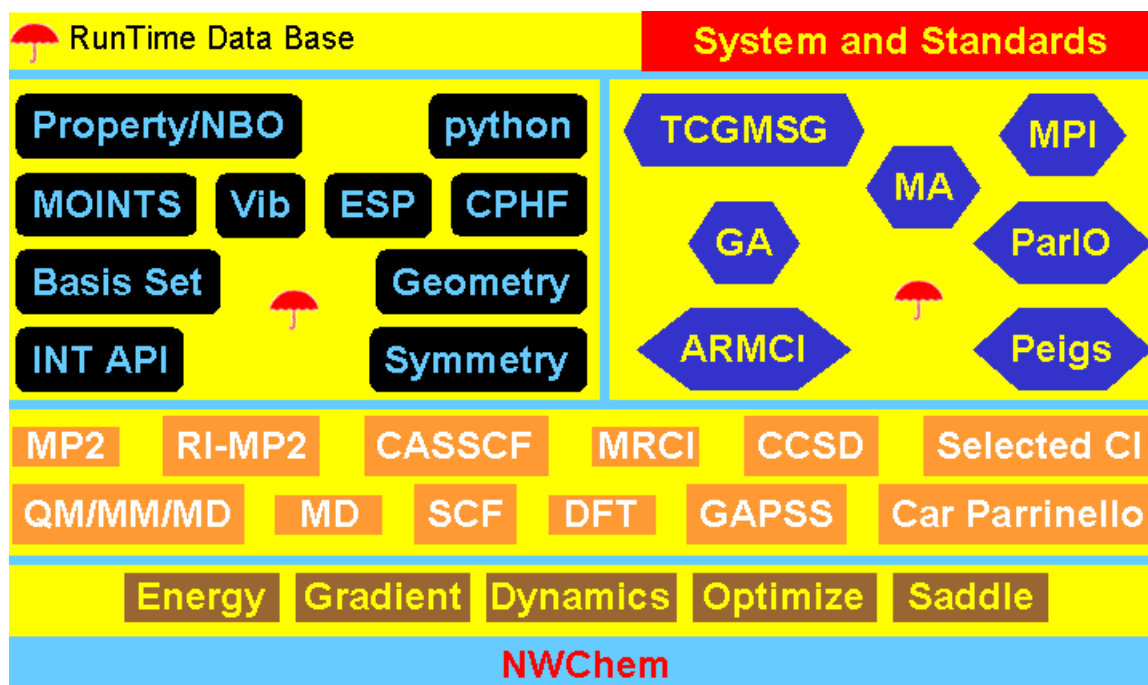 RunTime Data Base
System and Standards
Property/NBO python
MOINTS Vib ESP CPHF
Basis Set Geometry
INT API Symmetry
TCGMSG MPI
MA
GA ParIO
ARMCI Peigs
MP2 RI-MP2 CASSCF MRCI CCSD Selected CI
QM/MM/MD MD SCF DFT GAPSS Car Parrinello
Energy Gradient Dynamics Optimize Saddle
NWChem